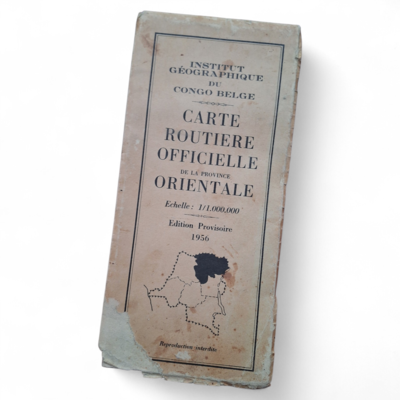 INSTITUT
GÉOGRAPHIQUE
DU
CONGO BELGE
CARTE
ROUTIERE
OFFICIELLE
DE LA PROVINCE
ORIENTALE
Echelle: 1/1.000.000
Edition Provisoire
1956
Reproduction interdite